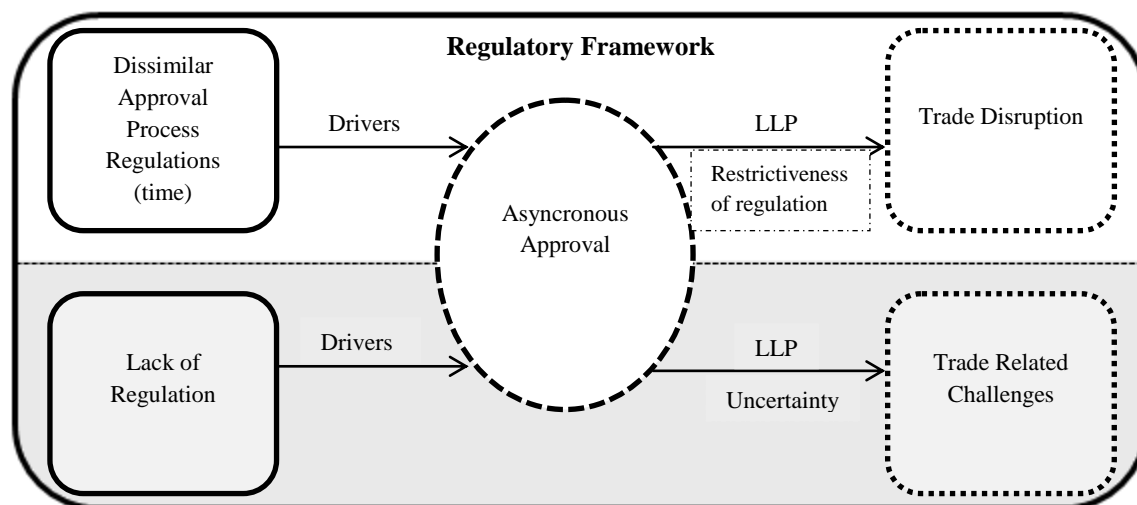 Regulatory Framework
Dissimilar
Approval
Process
Regulations
(time)
Drivers
Asyncronous
Approval
LLP
Restrictiveness
of regulation
Trade Disruption
Lack of
Regulation
Drivers
LLP
Uncertainty
Trade Related
Challenges